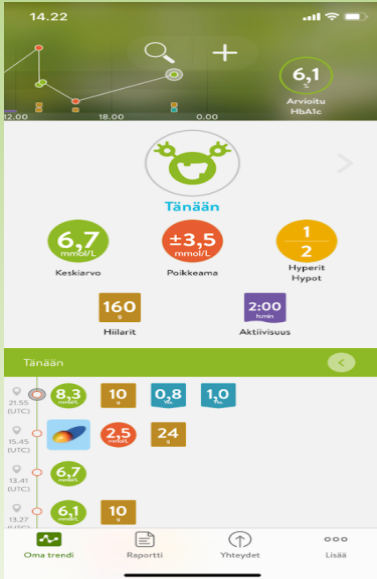 14.22
6,1
%
Arvioitu
HbA1c
12.00 18.00 0.00
Tänään
6,7
mmol/L
Keskiarvo
±3,5
mmol/L
Poikkeama
1
2
Hyperit
Hypot
160
g
Hiilarit
2:00
h:min
Aktiivisuus
Tänään
21.55
(UTC)
8,3
mmol/L
10
g
0,8
1,0
15.45
(UTC)
2,5
mmol/L
24
g
13.41
(UTC)
6,7
mmol/L
13.27
(UTC)
6,1
mmol/L
10
g
Oma trendi
Raportti
Yhteydet
Lisää